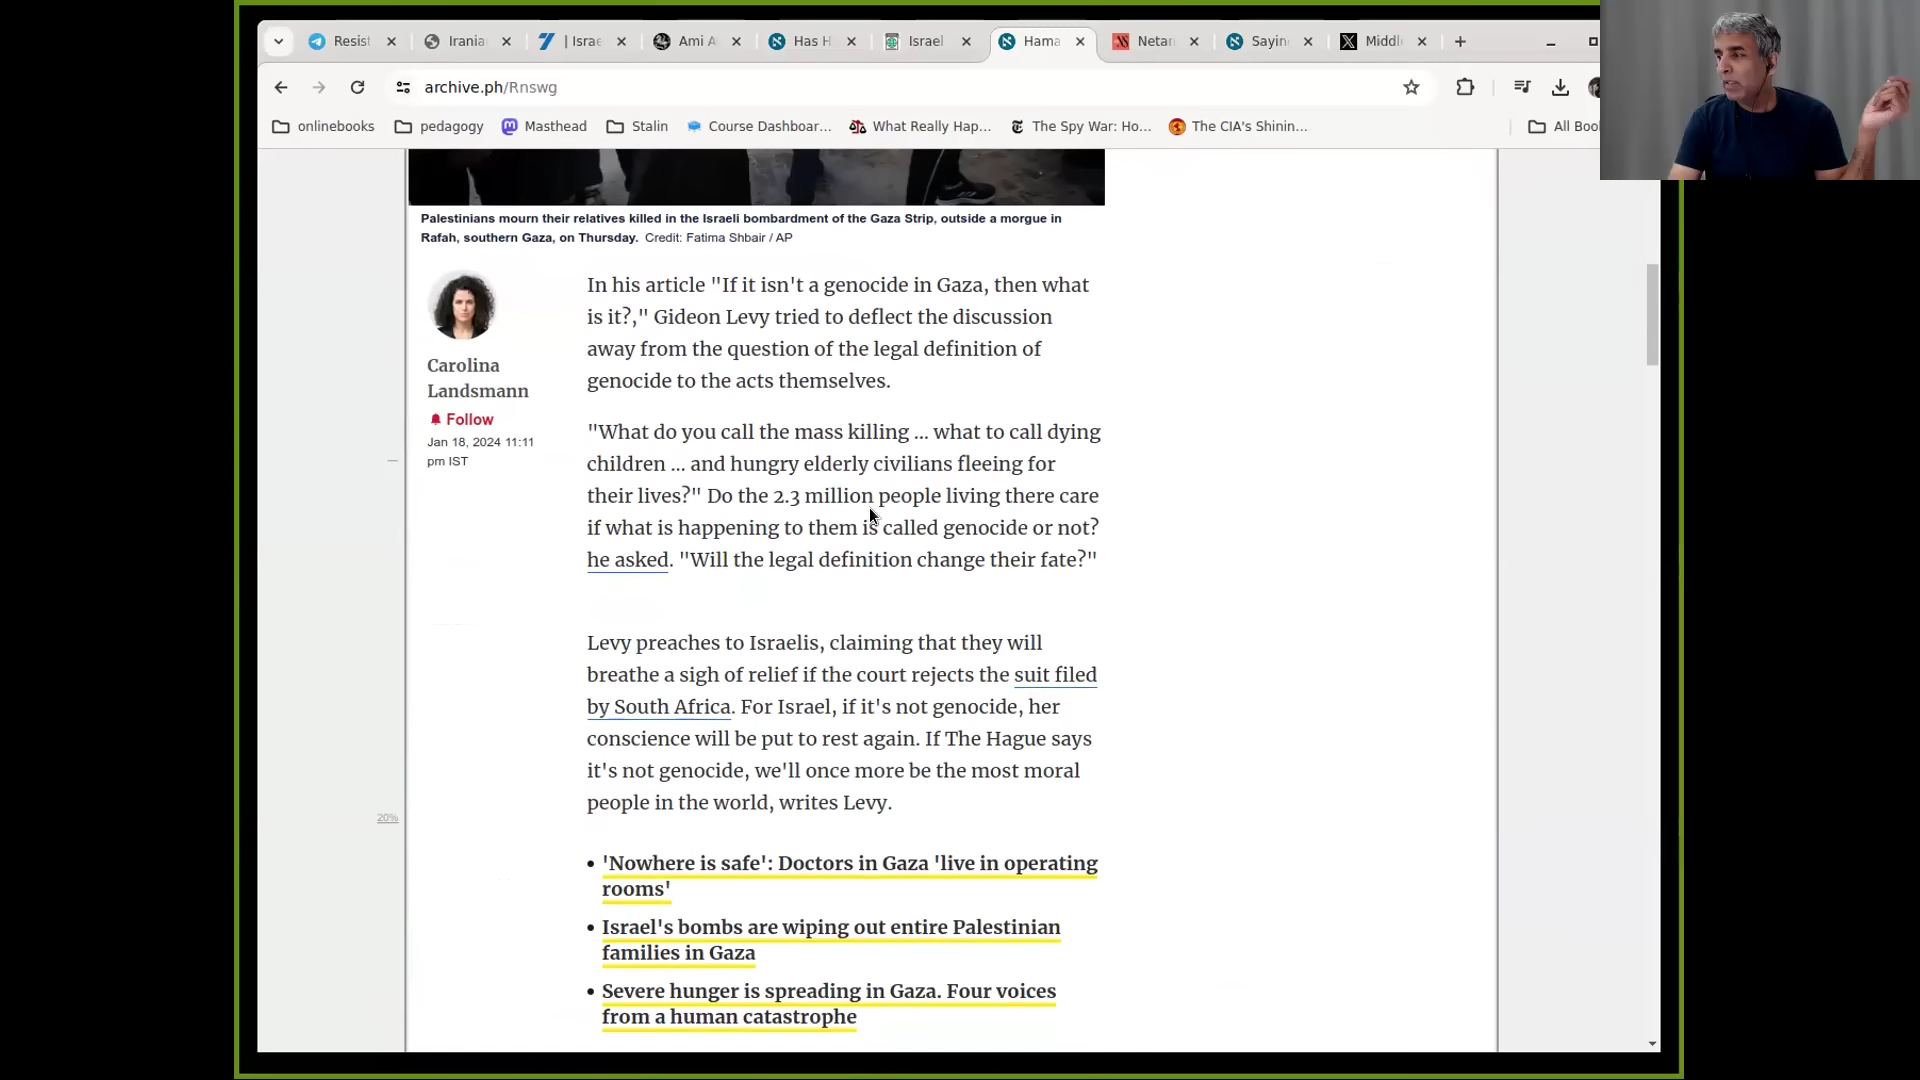 Resist
Irania
| Israe
Ami A
Has H
Israel
Hama
Netan
Sayin
Middl
archive.ph/Rnswg
onlinebooks
pedagogy
Masthead
Stalin
Course Dashboar...
What Really Hap...
The Spy War: Ho...
The CIA's Shinin...
All Boo
Palestinians mourn their relatives killed in the Israeli bombardment of the Gaza Strip, outside a morgue in
Rafah, southern Gaza, on Thursday. Credit: Fatima Shbair / AP
Carolina
Landsmann
Follow
Jan 18, 2024 11:11
pm IST
In his article "If it isn't a genocide in Gaza, then what
is it?," Gideon Levy tried to deflect the discussion
away from the question of the legal definition of
genocide to the acts themselves.
"What do you call the mass killing ... what to call dying
children ... and hungry elderly civilians fleeing for
their lives?" Do the 2.3 million people living there care
if what is happening to them is called genocide or not?
he asked. "Will the legal definition change their fate?"
Levy preaches to Israelis, claiming that they will
breathe a sigh of relief if the court rejects the suit filed
by South Africa. For Israel, if it's not genocide, her
conscience will be put to rest again. If The Hague says
it's not genocide, we'll once more be the most moral
people in the world, writes Levy.
20%
• 'Nowhere is safe': Doctors in Gaza 'live in operating
rooms'
• Israel's bombs are wiping out entire Palestinian
families in Gaza
• Severe hunger is spreading in Gaza. Four voices
from a human catastrophe